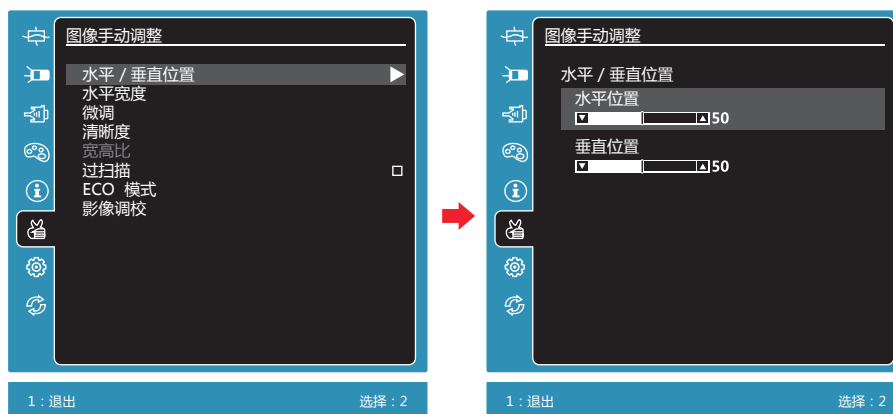 图像手动调整
水平 / 垂直位置
水平宽度
微调
清晰度
宽高比
过扫描
ECO 模式
影像调校
1：退出
选择：2
图像手动调整
水平 / 垂直位置
水平位置
50
垂直位置
50
1：退出
选择：2